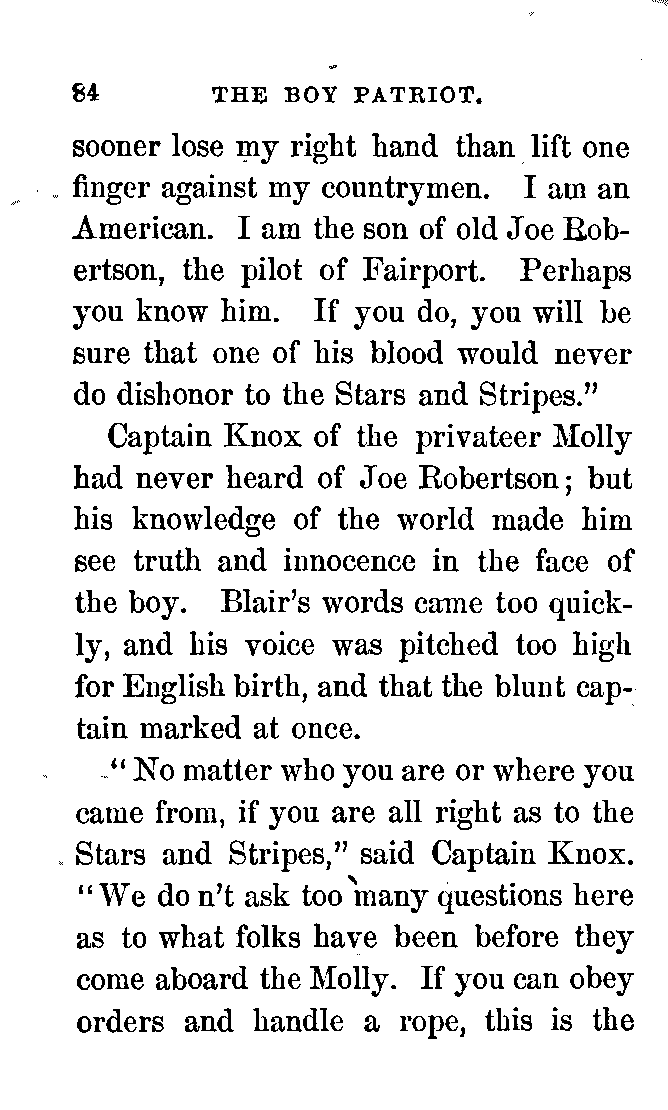 84 THE BOY PATRIOT.
sooner lose my right hand than lift one
finger against my countrymen. I am an
American. I am the son of old Joe Rob-
ertson, the pilot of Fairport. Perhaps
you know him. If you do, you will be
sure that one of his blood would never
do dishonor to the Stars and Stripes."
Captain Knox of the privateer Molly
had never heard of Joe Robertson; but
his knowledge of the world made him
see truth and innocence in the face of
the boy. Blair's words came too quick-
ly, and his voice was pitched too high
for English birth, and that the blunt cap-
tain marked at once.
"No matter who you are or where you
came from, if you are all right as to the
Stars and Stripes," said Captain Knox.
"We do n't ask too many questions here
as to what folks have been before they
come aboard the Molly. If you can obey
orders and handle a rope, this is the